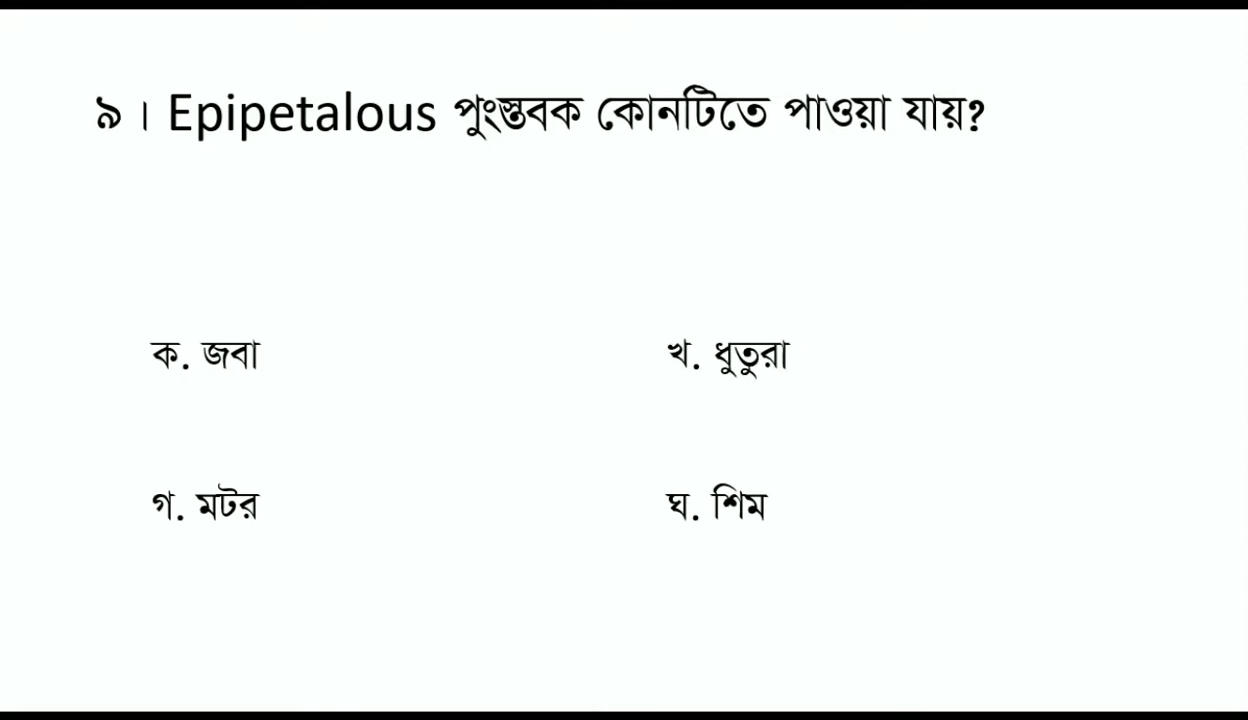 ৯। Epipetalous পুংস্তবক কোনটিতে পাওয়া যায়?
ক. জবা
খ. ধুতুরা
গ. মটর
ঘ. শিম